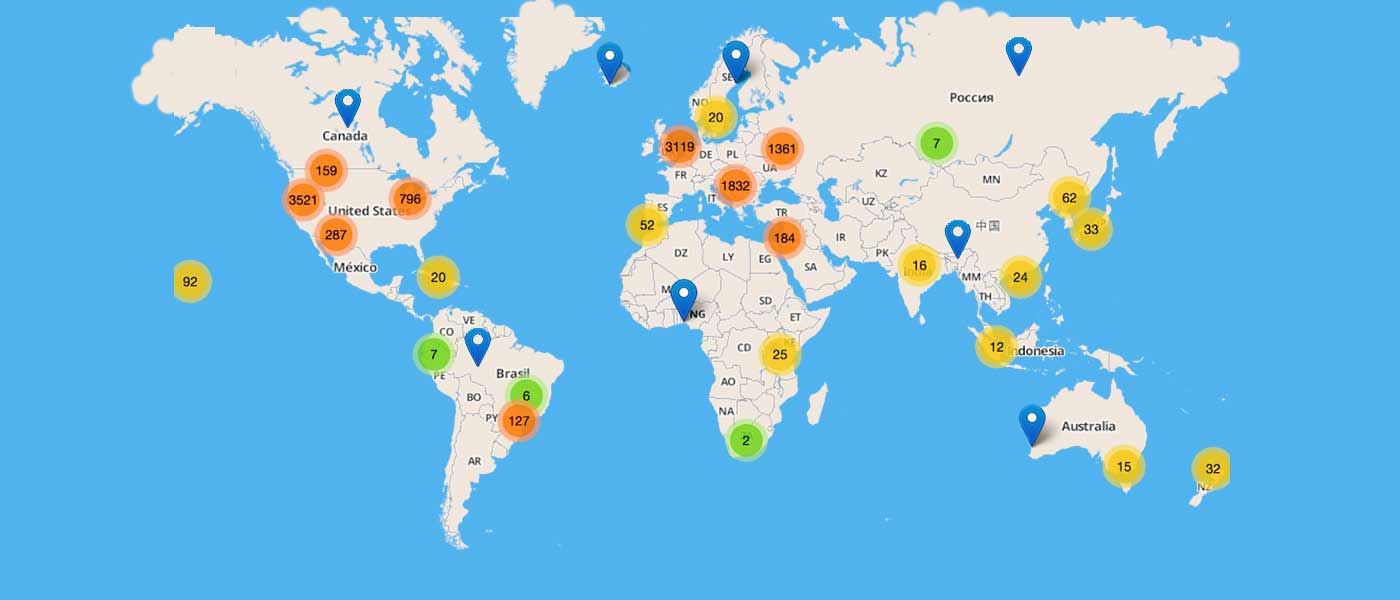 SE
Россия
NO
20
Canada
3119
DE
PL
1361
7
UA
159
FR
KZ
MN
3521
796
United States
1832
IT
62
ES
TR
UZ
中国
52
33
287
184
IR
México
DZ
LY
EG
SA
PK
16
India
92
20
MM
24
TH
M
SD
NG
ET
VE
CO
7
CD
KE
25
12
Indonesia
PE
Brasil
BO
6
AO
PY
127
NA
2
Australia
AR
15
32
NZ